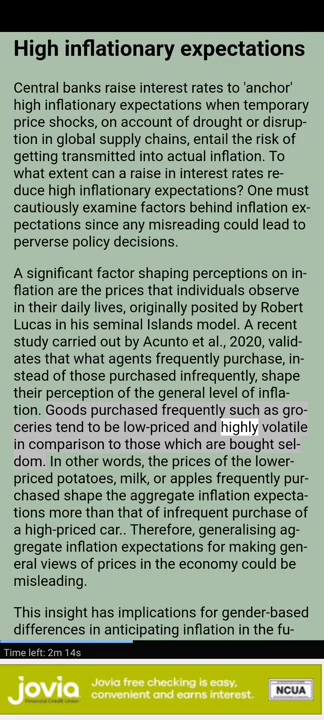 High inflationary expectations
Central banks raise interest rates to 'anchor'
high inflationary expectations when temporary
price shocks, on account of drought or disrup-
tion in global supply chains, entail the risk of
getting transmitted into actual inflation. To
what extent can a raise in interest rates re-
duce high inflationary expectations? One must
cautiously examine factors behind inflation ex-
pectations since any misreading could lead to
perverse policy decisions.
A significant factor shaping perceptions on in-
flation are the prices that individuals observe
in their daily lives, originally posited by Robert
Lucas in his seminal Islands model. A recent
study carried out by Acunto et al., 2020, valid-
ates that what agents frequently purchase, in-
stead of those purchased infrequently, shape
their perception of the general level of infla-
tion. Goods purchased frequently such as gro-
ceries tend to be low-priced and highly volatile
in comparison to those which are bought sel-
dom. In other words, the prices of the lower-
priced potatoes, milk, or apples frequently pur-
chased shape the aggregate inflation expecta-
tions more than that of infrequent purchase of
a high-priced car.. Therefore, generalising ag-
gregate inflation expectations for making gen-
eral views of prices in the economy could be
misleading.
This insight has implications for gender-based
differences in anticipating inflation in the fu-
Time left: 2m 14s
jovia
Financial Credit Union
Jovia free checking is easy,
convenient and earns interest.
NCUA